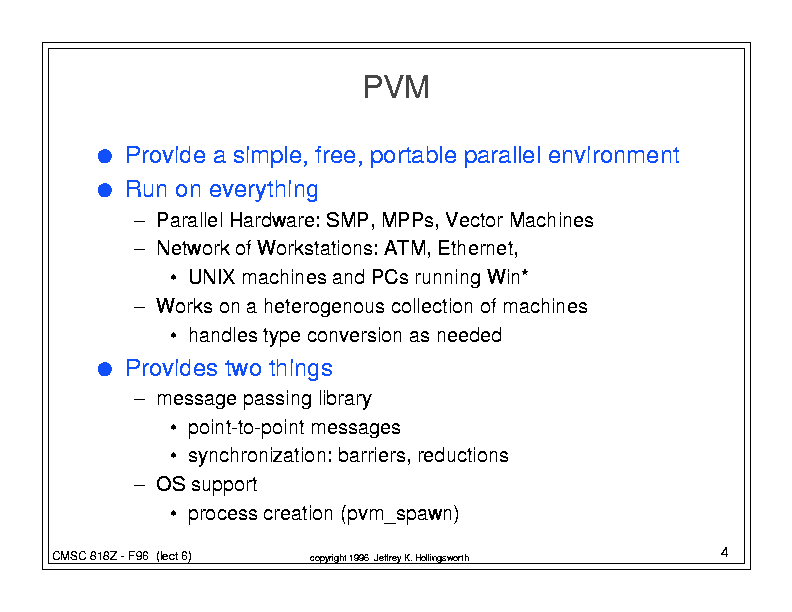 PVM
● Provide a simple, free, portable parallel environment
● Run on everything
– Parallel Hardware: SMP, MPPs, Vector Machines
– Network of Workstations: ATM, Ethernet,
• UNIX machines and PCs running Win*
– Works on a heterogenous collection of machines
• handles type conversion as needed
● Provides two things
– message passing library
• point-to-point messages
• synchronization: barriers, reductions
– OS support
• process creation (pvm_spawn)
CMSC 818Z - F96 (lect 6)
copyright 1996 Jeffrey K. Hollingsworth
4